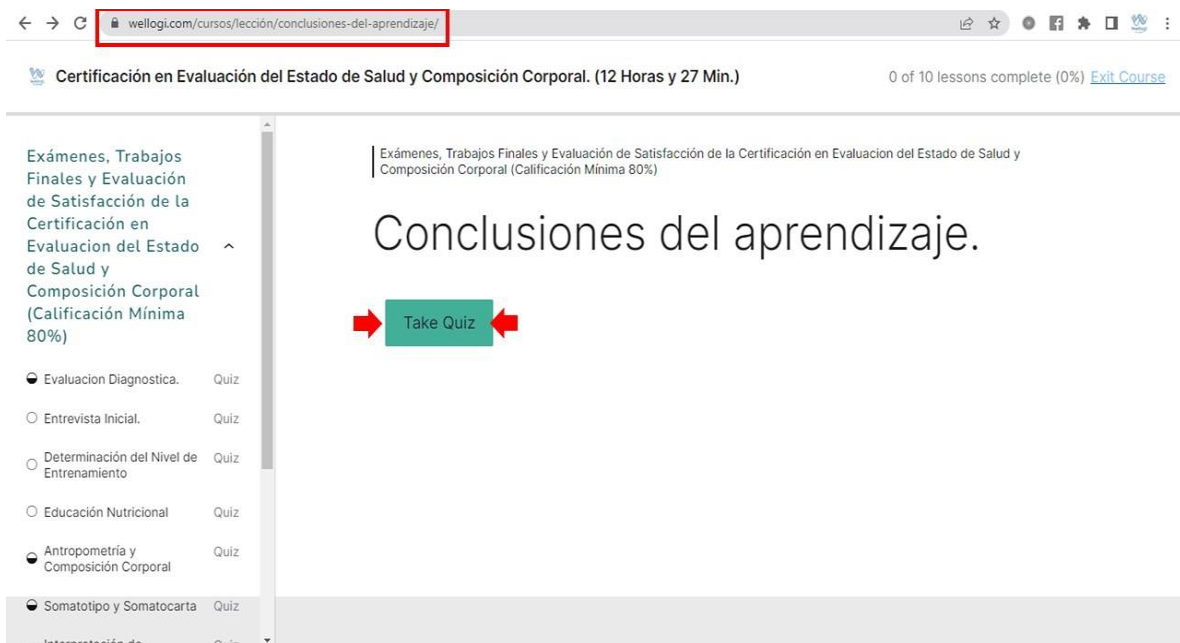 wellogi.com/cursos/lección/conclusiones-del-aprendizaje/
Certificación en Evaluación del Estado de Salud y Composición Corporal. (12 Horas y 27 Min.)
0 of 10 lessons complete (0%) Exit Course
Exámenes, Trabajos
Finales y Evaluación
de Satisfacción de la
Certificación en
Evaluacion del Estado
de Salud y
Composición Corporal
(Calificación Mínima
80%)
Evaluacion Diagnostica. Quiz
Entrevista Inicial. Quiz
Determinación del Nivel de Quiz
Entrenamiento
Educación Nutricional Quiz
Antropometría y Quiz
Composición Corporal
Somatotipo y Somatocarta Quiz
Exámenes, Trabajos Finales y Evaluación de Satisfacción de la Certificación en Evaluacion del Estado de Salud y
Composición Corporal (Calificación Mínima 80%)
Conclusiones del aprendizaje.
Take Quiz